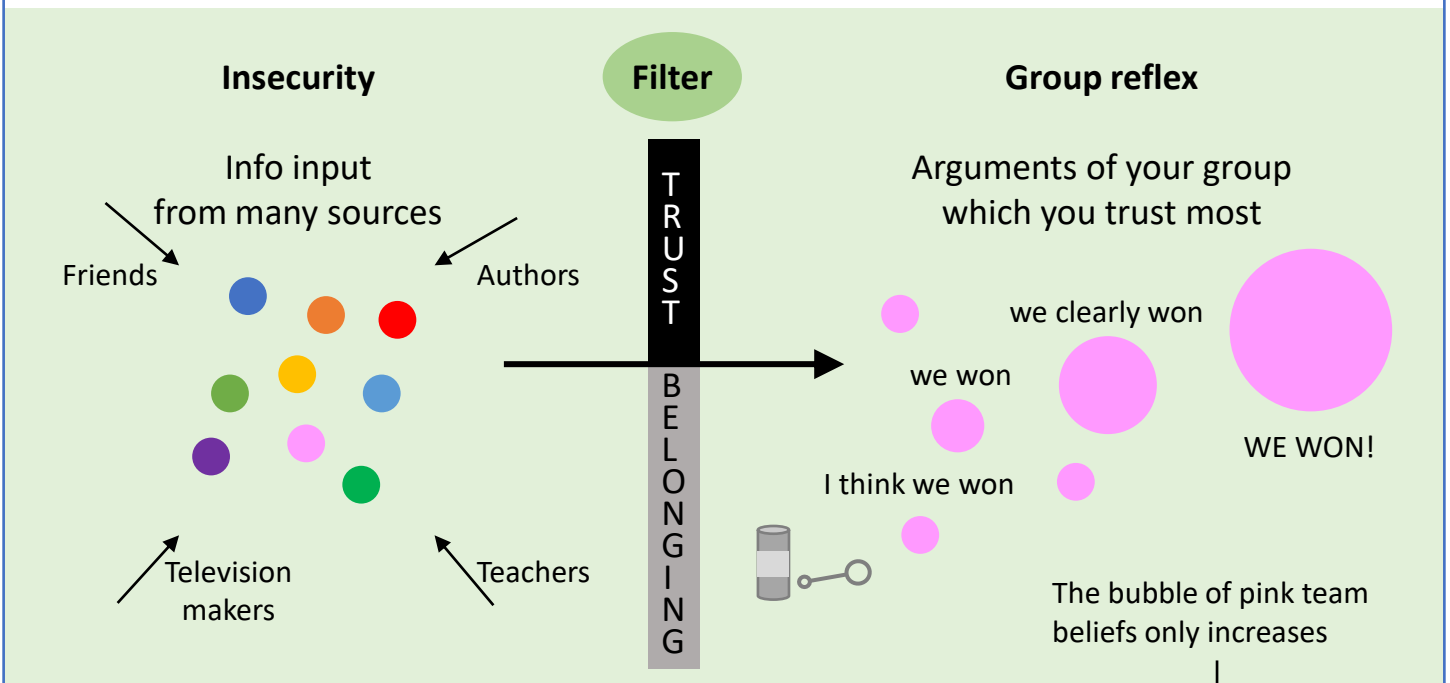 Insecurity
Filter
Group reflex
Info input
from many sources
Friends
Authors
Television
makers
Teachers
TRUST
BELONGING
Arguments of your group
which you trust most
we clearly won
we won
WE WON!
I think we won
The bubble of pink team
beliefs only increases